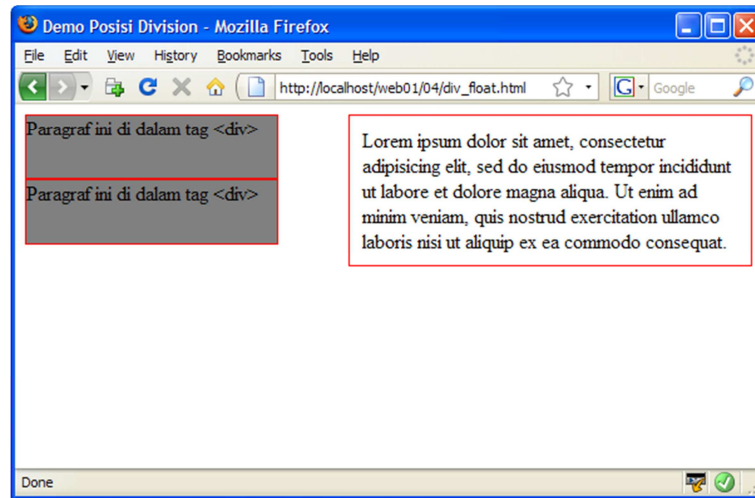 Demo Posisi Division - Mozilla Firefox
File Edit View History Bookmarks Tools Help
http://localhost/web01/04/div_float.html
G Google
Paragraf ini di dalam tag <div>
Paragraf ini di dalam tag <div>
Lorem ipsum dolor sit amet, consectetur
adipisicing elit, sed do eiusmod tempor incididunt
ut labore et dolore magna aliqua. Ut enim ad
minim veniam, quis nostrud exercitation ullamco
laboris nisi ut aliquip ex ea commodo consequat.
Done